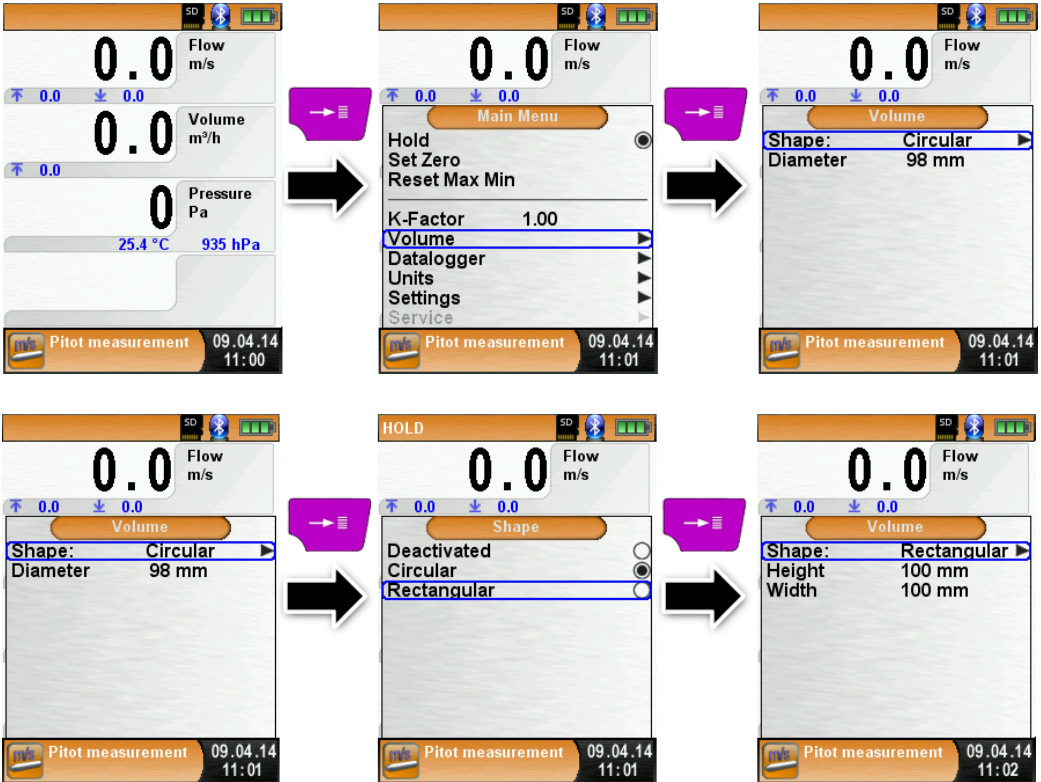 SD
0.0 Flow
m/s
0.0 0.0
0.0 Volume
m³/h
0.0
0 Pressure
Pa
25.4 °C 935 hPa
m/s Pitot measurement 09.04.14
11:00
SD
0.0 Flow
m/s
0.0 0.0
Main Menu
Hold
Set Zero
Reset Max Min
K-Factor 1.00
Volume
Datalogger
Units
Settings
Service
m/s Pitot measurement 09.04.14
11:01
SD
0.0 Flow
m/s
0.0 0.0
Volume
Shape: Circular
Diameter 98 mm
m/s Pitot measurement 09.04.14
11:01
SD
0.0 Flow
m/s
0.0 0.0
Volume
Shape: Circular
Diameter 98 mm
m/s Pitot measurement 09.04.14
11:01
HOLD SD
0.0 Flow
m/s
0.0 0.0
Shape
Deactivated
Circular
Rectangular
m/s Pitot measurement 09.04.14
11:01
SD
0.0 Flow
m/s
0.0 0.0
Volume
Shape: Rectangular
Height 100 mm
Width 100 mm
m/s Pitot measurement 09.04.14
11:02